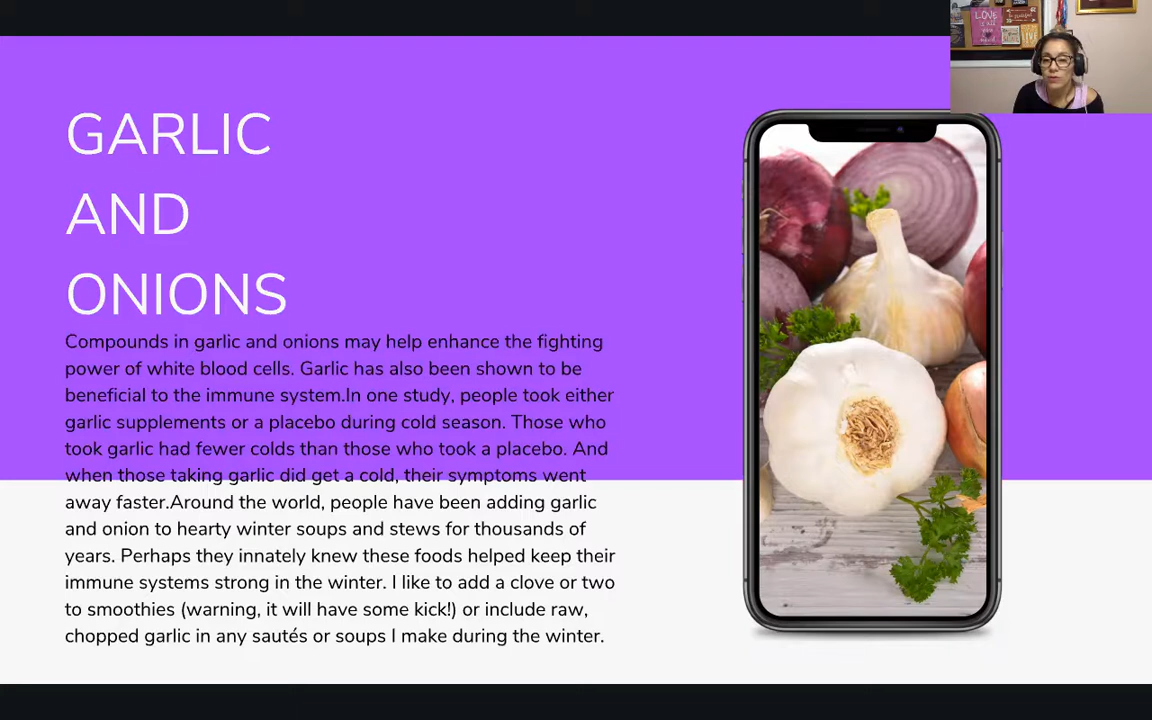 GARLIC
AND
ONIONS
Compounds in garlic and onions may help enhance the fighting
power of white blood cells. Garlic has also been shown to be
beneficial to the immune system.In one study, people took either
garlic supplements or a placebo during cold season. Those who
took garlic had fewer colds than those who took a placebo. And
when those taking garlic did get a cold, their symptoms went
away faster.Around the world, people have been adding garlic
and onion to hearty winter soups and stews for thousands of
years. Perhaps they innately knew these foods helped keep their
immune systems strong in the winter. I like to add a clove or two
to smoothies (warning, it will have some kick!) or include raw,
chopped garlic in any sautés or soups I make during the winter.
LOVE